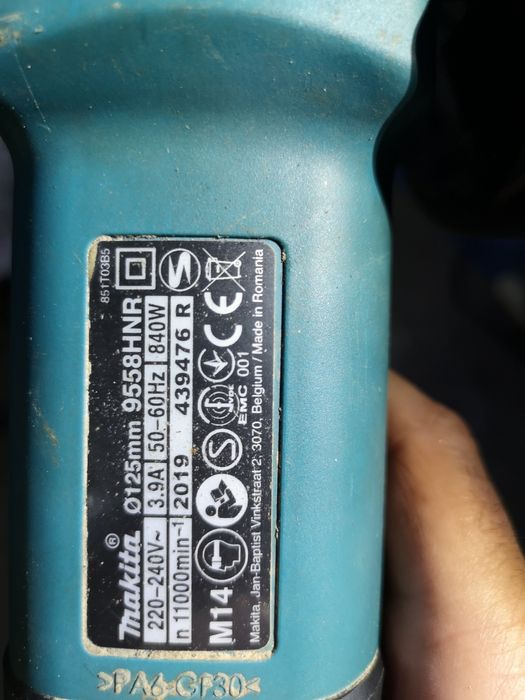 851T03B5
makita® Ø125mm 9558HNR
220-240V~ 3.9A 50-60Hz 840W
n 11000min⁻¹ 2019 439476 R
M14 S CE
EMC 001
Makita, Jan-Baptist Vinkstraat 2, 3070, Belgium / Made in Romania
>PA6-GF30<